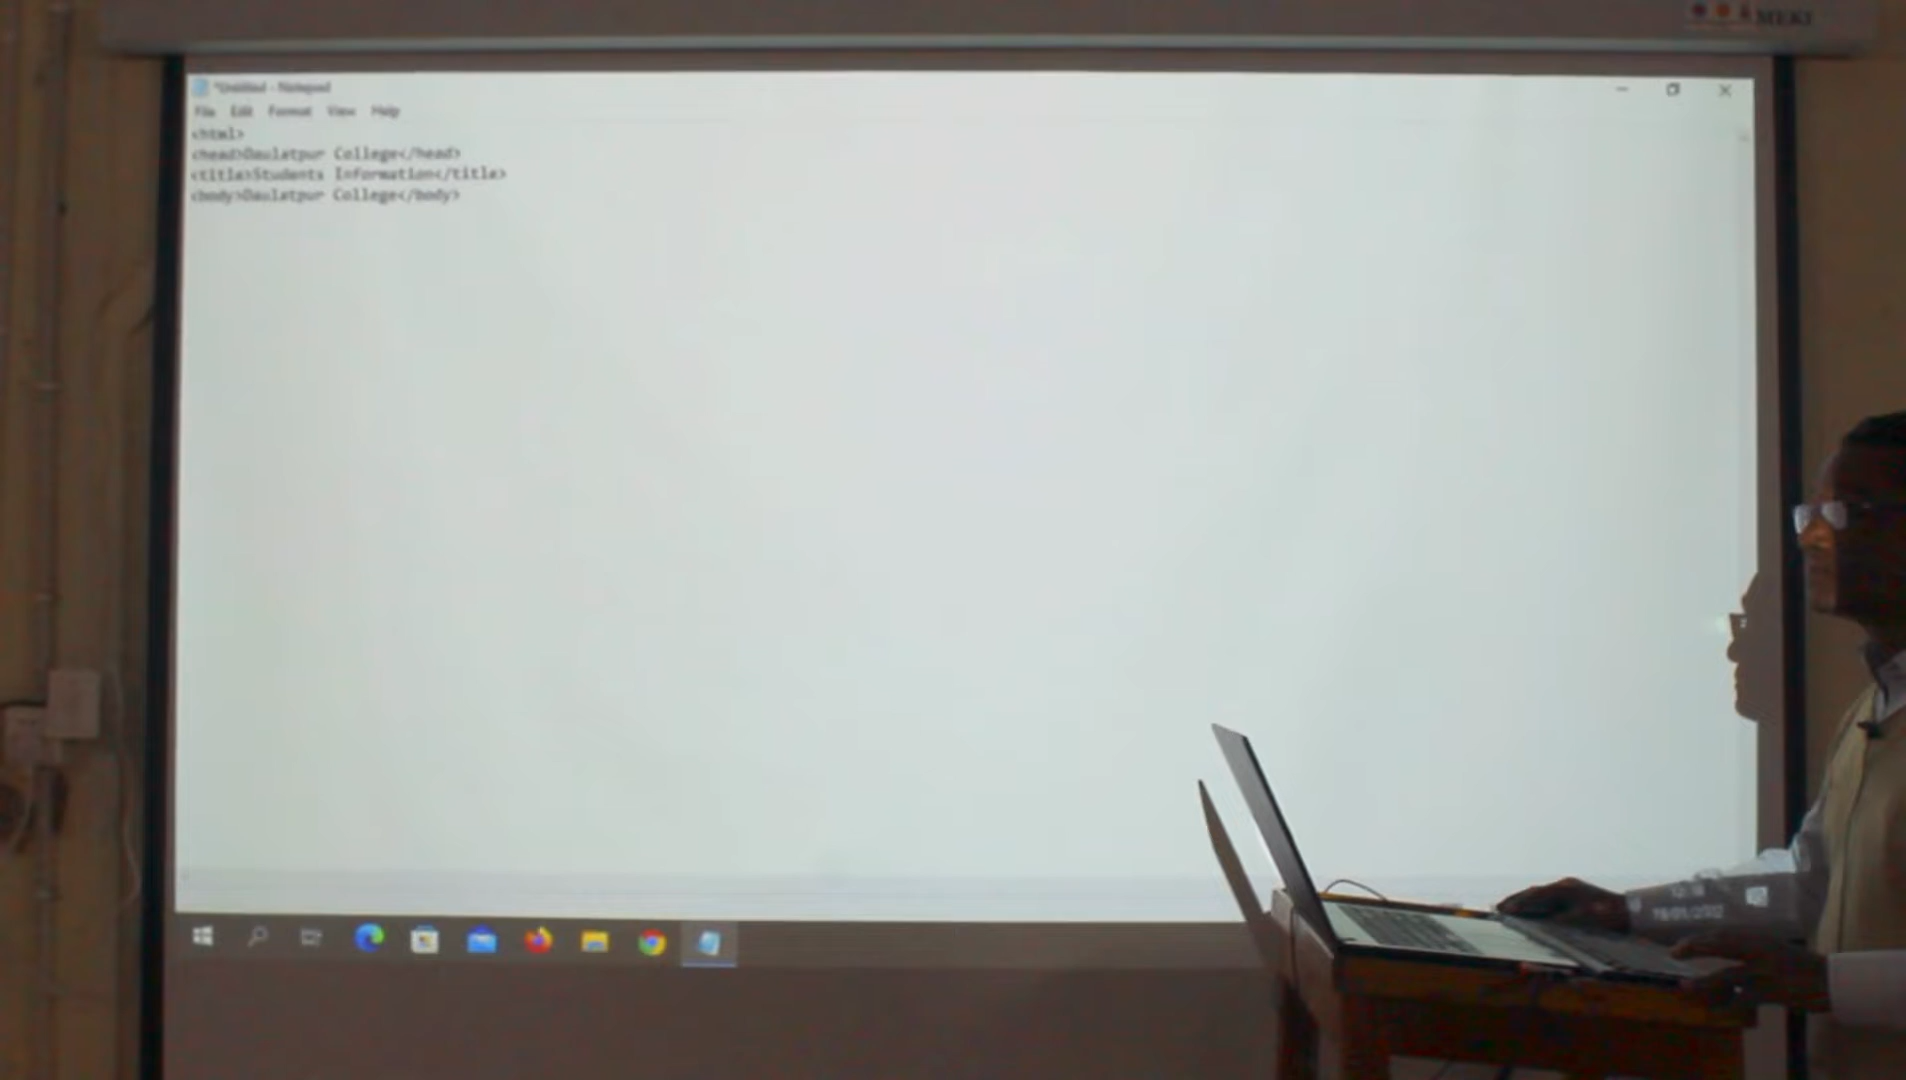 MEKI
*Untitled - Notepad
File Edit Format View Help
<html>
<head>Daulatpur College</head>
<title>Students Information</title>
<body>Daulatpur College</body>